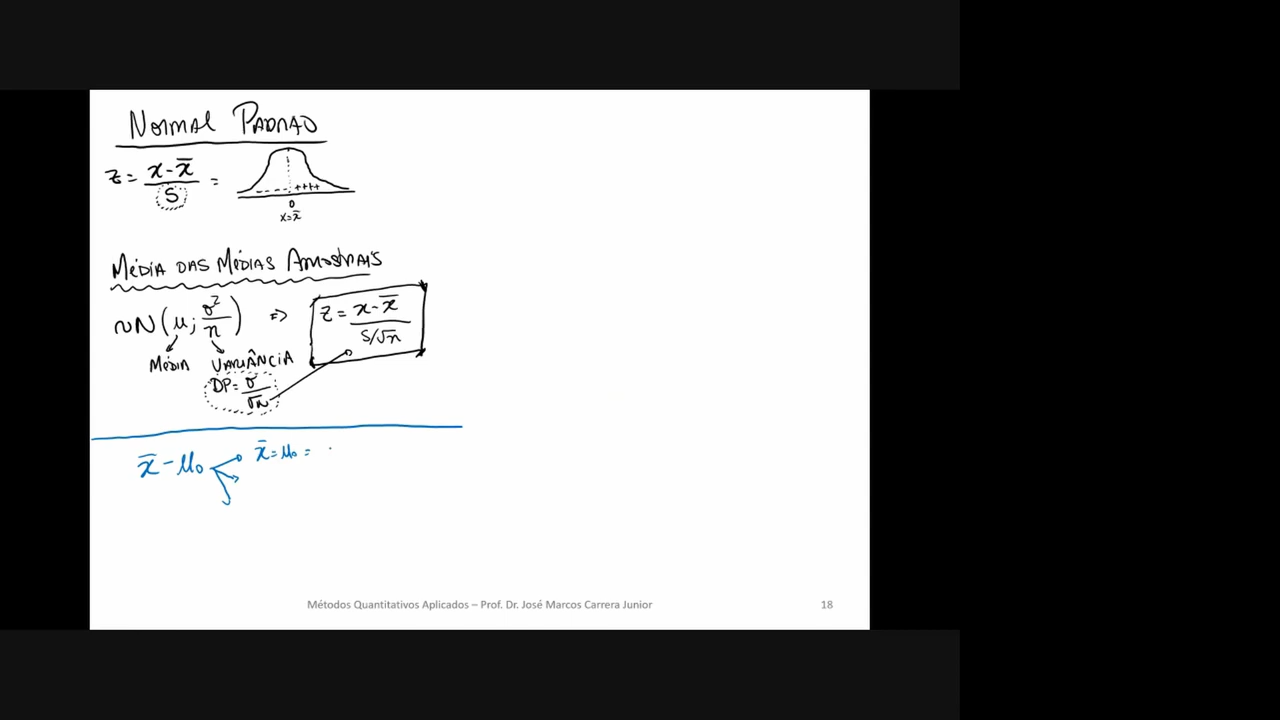 NORMAL PADRÃO
z = x - x̄ / S =
++++
0
x = x̄
MÉDIA DAS MÉDIAS AMOSTRAIS
~N(μ; σ²/n) => z = x - x̄ / S/√n
MÉDIA VARIÂNCIA
DP = σ/√n
x̄ - μ₀ x̄ = μ₀ =
Métodos Quantitativos Aplicados – Prof. Dr. José Marcos Carrera Junior 18